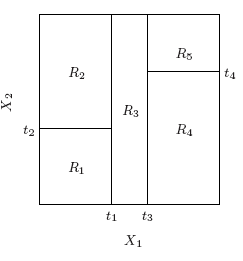 R₅
R₂
t₄
X₂
R₃
t₂
R₄
R₁
t₁ t₃
X₁